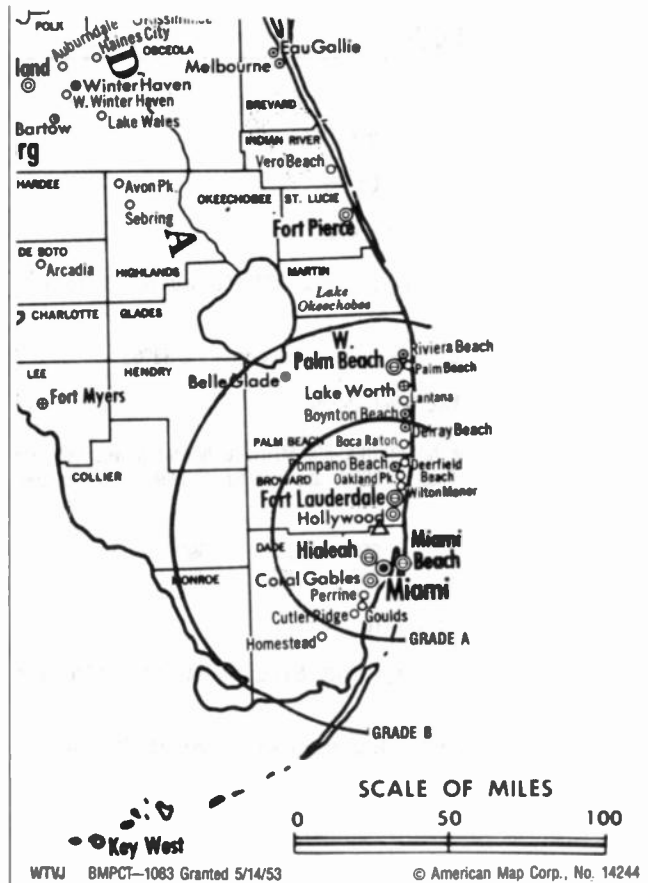 POLK
Kissimmee
Auburndale
Haines City
OSCEOLA
Eau Gallie
Melbourne
land
D
Winter Haven
W. Winter Haven
BREVARD
Bartow
Lake Wales
rg
INDIAN RIVER
Vero Beach
HARDEE
Avon Pk.
OKEECHOBEE
ST. LUCIE
Sebring
Fort Pierce
A
DE SOTO
Arcadia
HIGHLANDS
MARTIN
Lake
Okeechobee
CHARLOTTE
GLADES
W.
Palm Beach
Riviera Beach
Palm Beach
LEE
HENDRY
Belle Glade
Fort Myers
Lake Worth
Lantana
Boynton Beach
Delray Beach
PALM BEACH
Boca Raton
COLLIER
Pompano Beach
Deerfield
Beach
BROWARD
Oakland Pk.
Fort Lauderdale
Wilton Manor
Hollywood
DADE
Hialeah
Miami
Beach
MONROE
Coral Gables
Miami
Perrine
Cutler Ridge
Goulds
Homestead
GRADE A
GRADE B
SCALE OF MILES
0 50 100
Key West
WTVJ BMPCT—1083 Granted 5/14/53
© American Map Corp., No. 14244